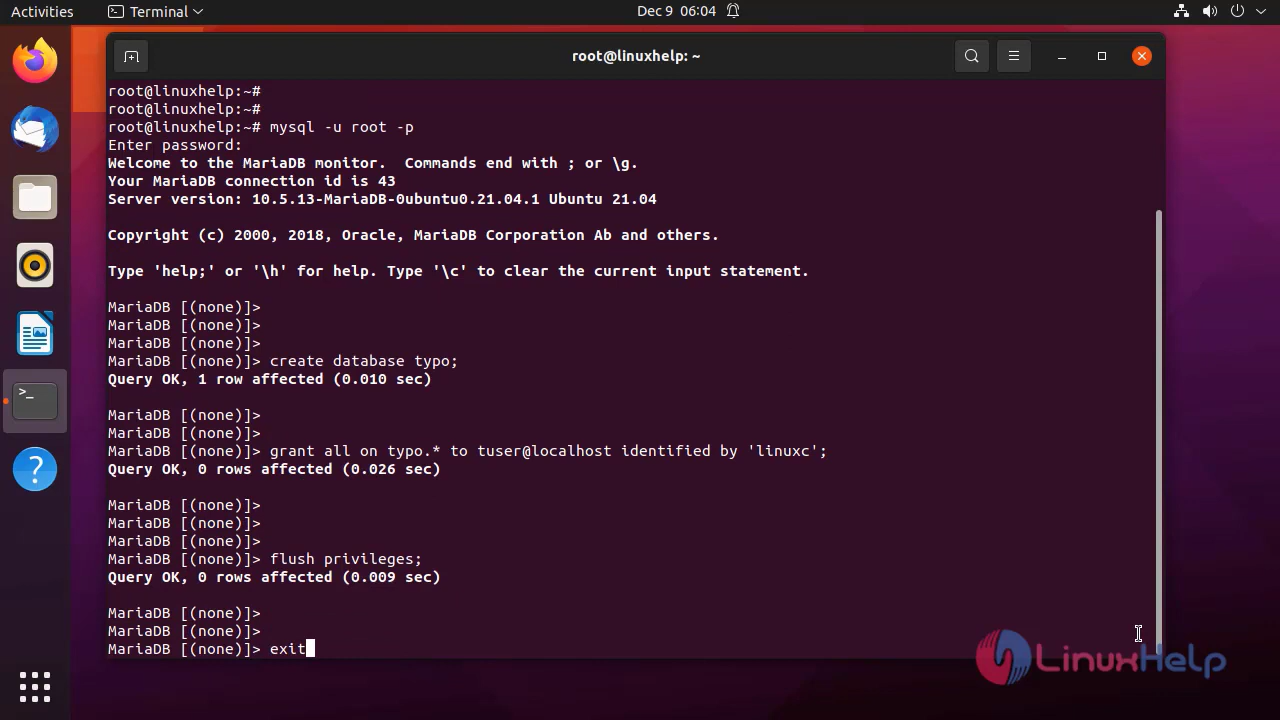 Activities
Terminal
Dec 9 06:04
root@linuxhelp: ~
root@linuxhelp:~#
root@linuxhelp:~#
root@linuxhelp:~# mysql -u root -p
Enter password:
Welcome to the MariaDB monitor.  Commands end with ; or \g.
Your MariaDB connection id is 43
Server version: 10.5.13-MariaDB-0ubuntu0.21.04.1 Ubuntu 21.04
Copyright (c) 2000, 2018, Oracle, MariaDB Corporation Ab and others.
Type 'help;' or '\h' for help. Type '\c' to clear the current input statement.
MariaDB [(none)]>
MariaDB [(none)]>
MariaDB [(none)]>
MariaDB [(none)]> create database typo;
Query OK, 1 row affected (0.010 sec)
MariaDB [(none)]>
MariaDB [(none)]>
MariaDB [(none)]> grant all on typo.* to tuser@localhost identified by 'linuxc';
Query OK, 0 rows affected (0.026 sec)
MariaDB [(none)]>
MariaDB [(none)]>
MariaDB [(none)]>
MariaDB [(none)]> flush privileges;
Query OK, 0 rows affected (0.009 sec)
MariaDB [(none)]>
MariaDB [(none)]>
MariaDB [(none)]> exit
LinuxHelp